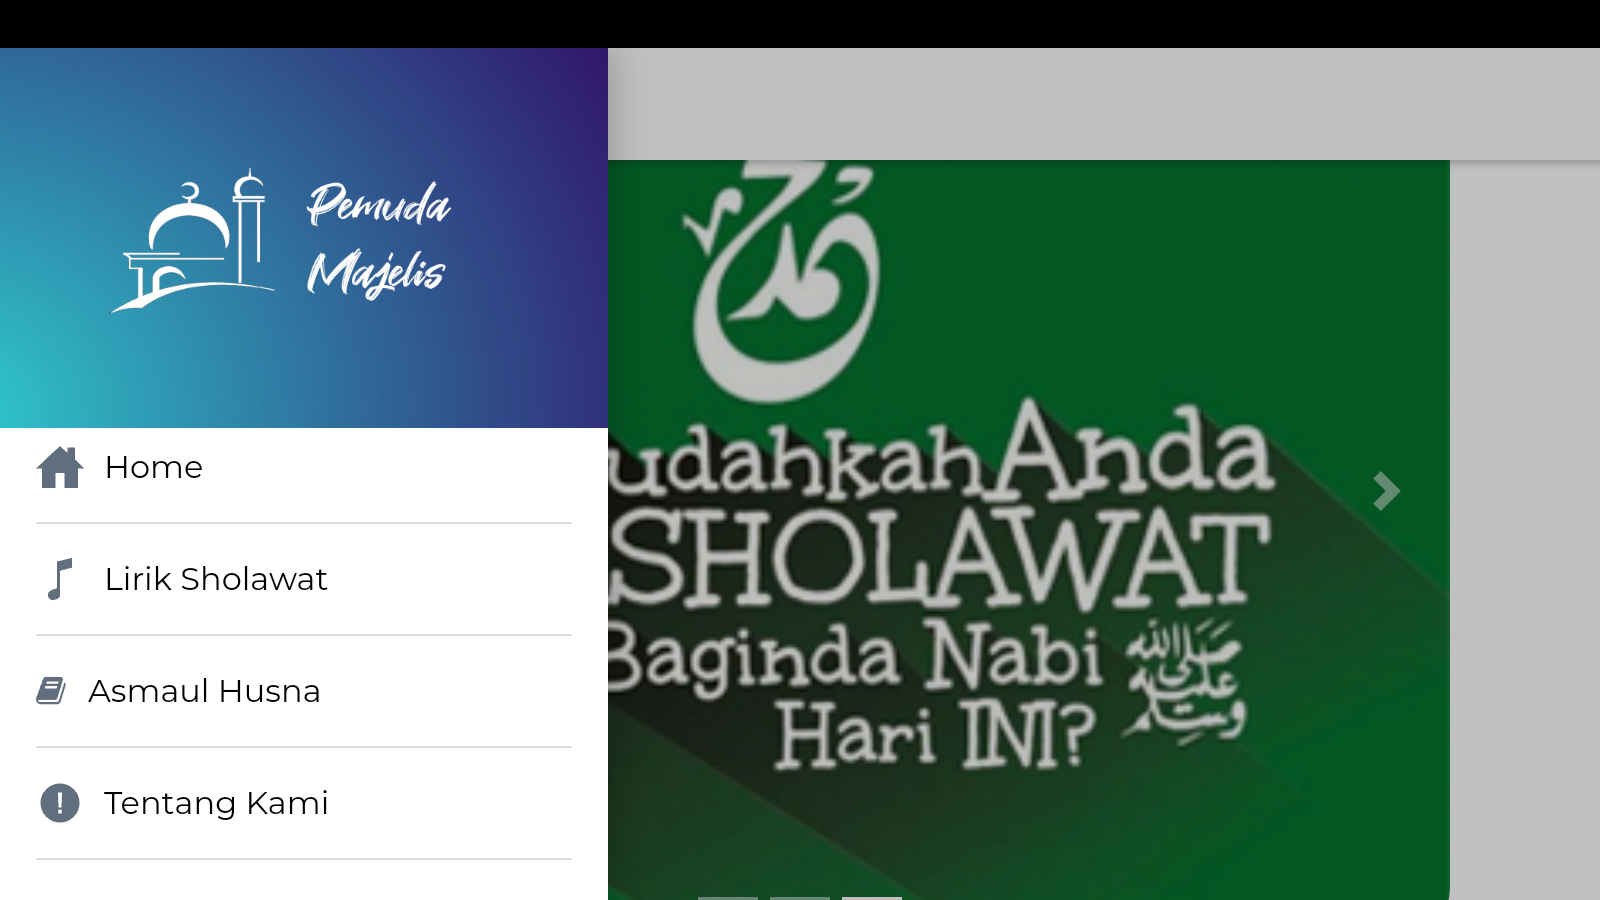 Pemuda
Majelis
Home
Lirik Sholawat
Asmaul Husna
Tentang Kami
محمد
udahkah Anda
SHOLAWAT
Baginda Nabi صلى الله عليه وسلم
Hari INI?